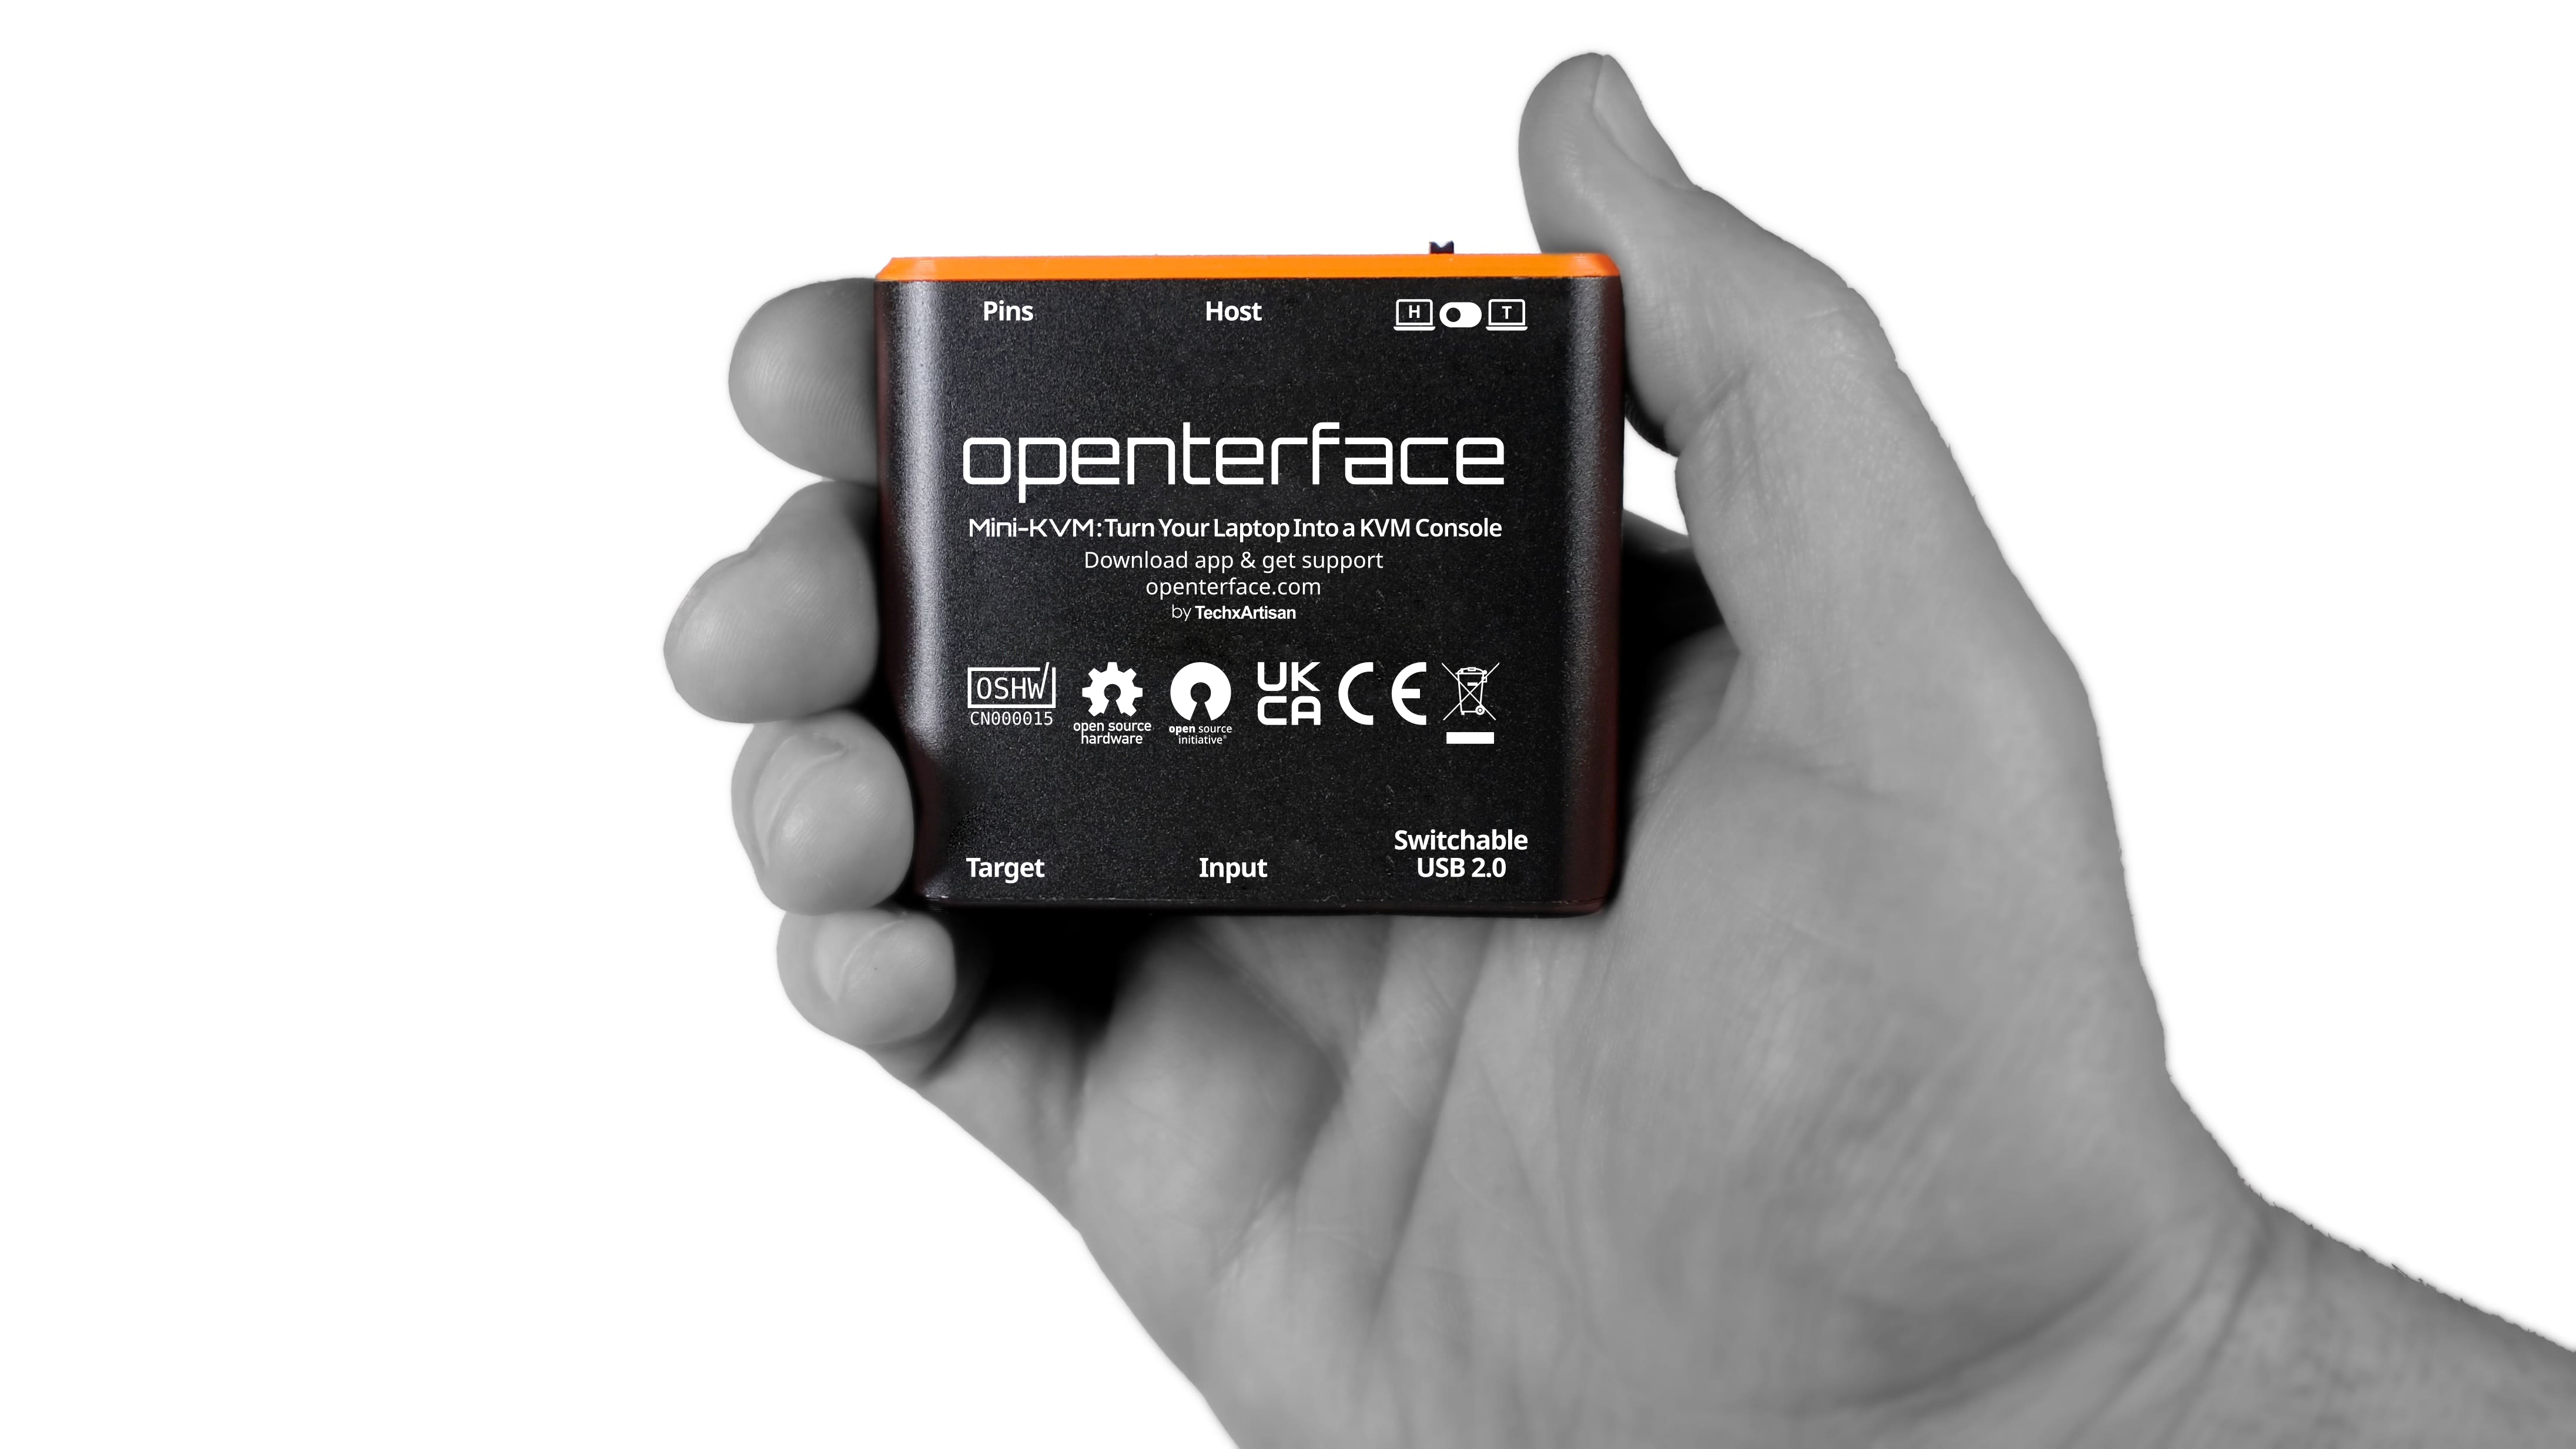 Pins Host H T
openterface
Mini-KVM: Turn Your Laptop Into a KVM Console
Download app & get support
openterface.com
by TechxArtisan
OSHW
CN000015
open source
hardware
open source
initiative®
UK
CA
CE
Switchable
Target Input USB 2.0